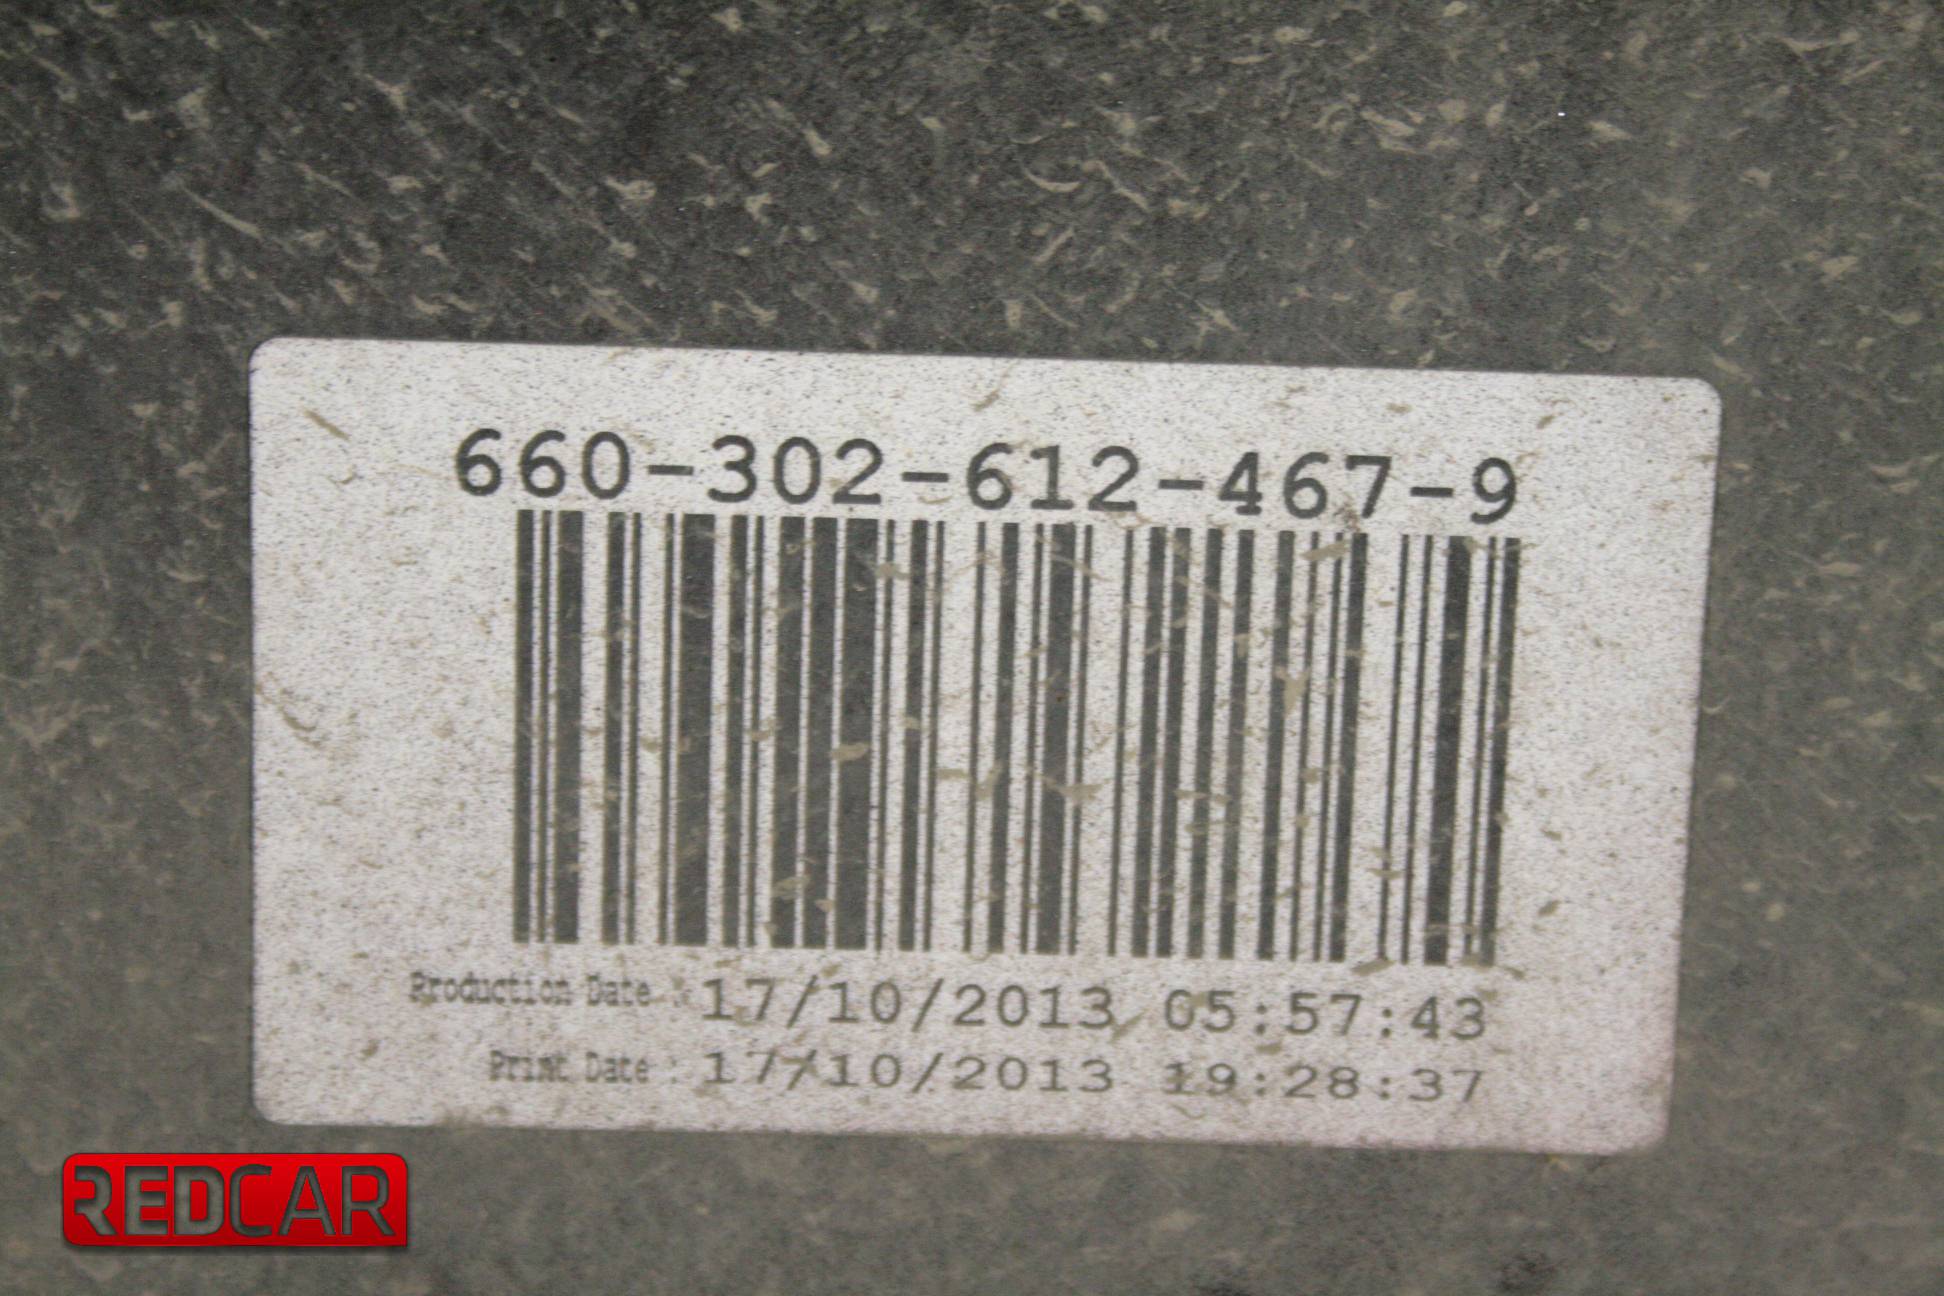 660-302-612-467-9
Production Date : 17/10/2013 05:57:43
Print Date : 17/10/2013 19:28:37
REDCAR